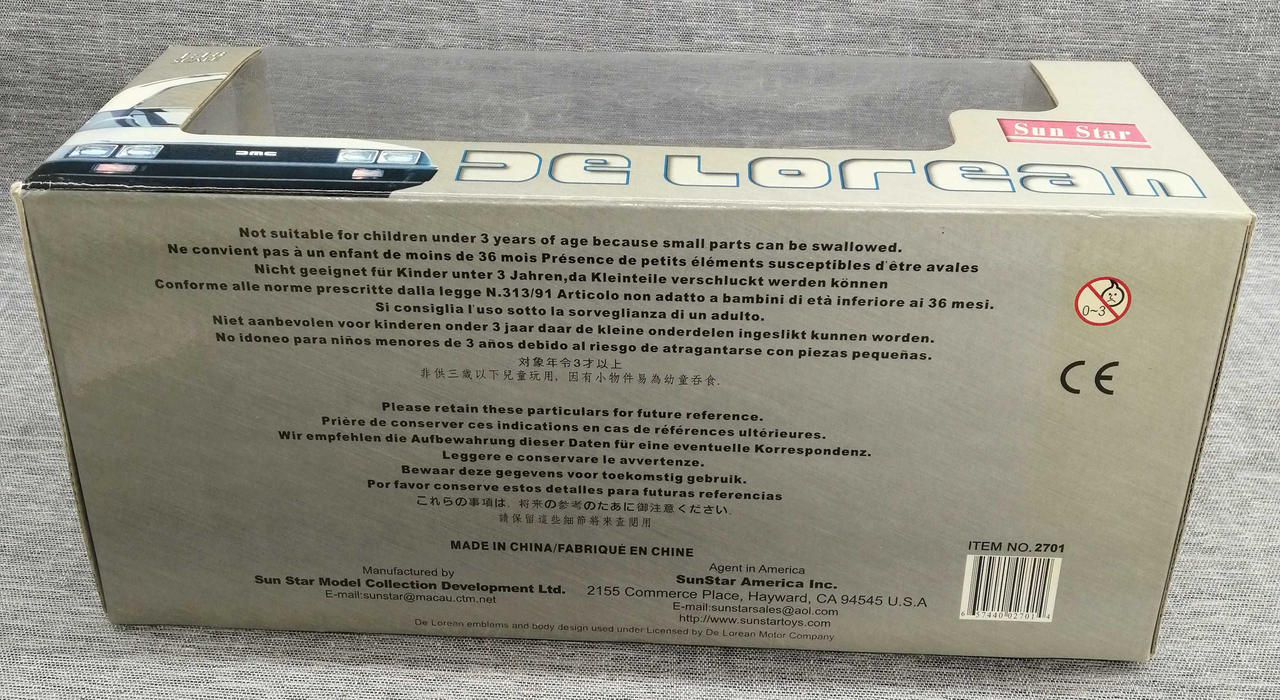 DMC
De Lorean
Sun Star
Not suitable for children under 3 years of age because small parts can be swallowed.
Ne convient pas à un enfant de moins de 36 mois Présence de petits éléments susceptibles d'être avales
Nicht geeignet für Kinder unter 3 Jahren,da Kleinteile verschluckt werden können
Conforme alle norme prescritte dalla legge N.313/91 Articolo non adatto a bambini di età inferiore ai 36 mesi.
Si consiglia l'uso sotto la sorveglianza di un adulto.
Niet aanbevolen voor kinderen onder 3 jaar daar de kleine onderdelen ingeslikt kunnen worden.
No idoneo para niños menores de 3 años debido al riesgo de atragantarse con piezas pequeñas.
対象年令3才以上
非供三歲以下兒童玩用, 因有小物件易為幼童吞食.
0~3
CE
Please retain these particulars for future reference.
Prière de conserver ces indications en cas de références ultérieures.
Wir empfehlen die Aufbewahrung dieser Daten für eine eventuelle Korrespondenz.
Leggere e conservare le avvertenze.
Bewaar deze gegevens voor toekomstig gebruik.
Por favor conserve estos detalles para futuras referencias
これらの事項は、将来の参考のたあに御注意ください.
請保留這些細節將來查閱用
MADE IN CHINA/FABRIQUÉ EN CHINE
Manufactured by
Sun Star Model Collection Development Ltd.
E-mail:sunstar@macau.ctm.net
Agent in America
SunStar America Inc.
2155 Commerce Place, Hayward, CA 94545 U.S.A
E-mail:sunstarsales@aol.com
http://www.sunstartoys.com
De Lorean emblems and body design used under Licensed by De Lorean Motor Company
ITEM NO. 2701
6 57440 02701 4